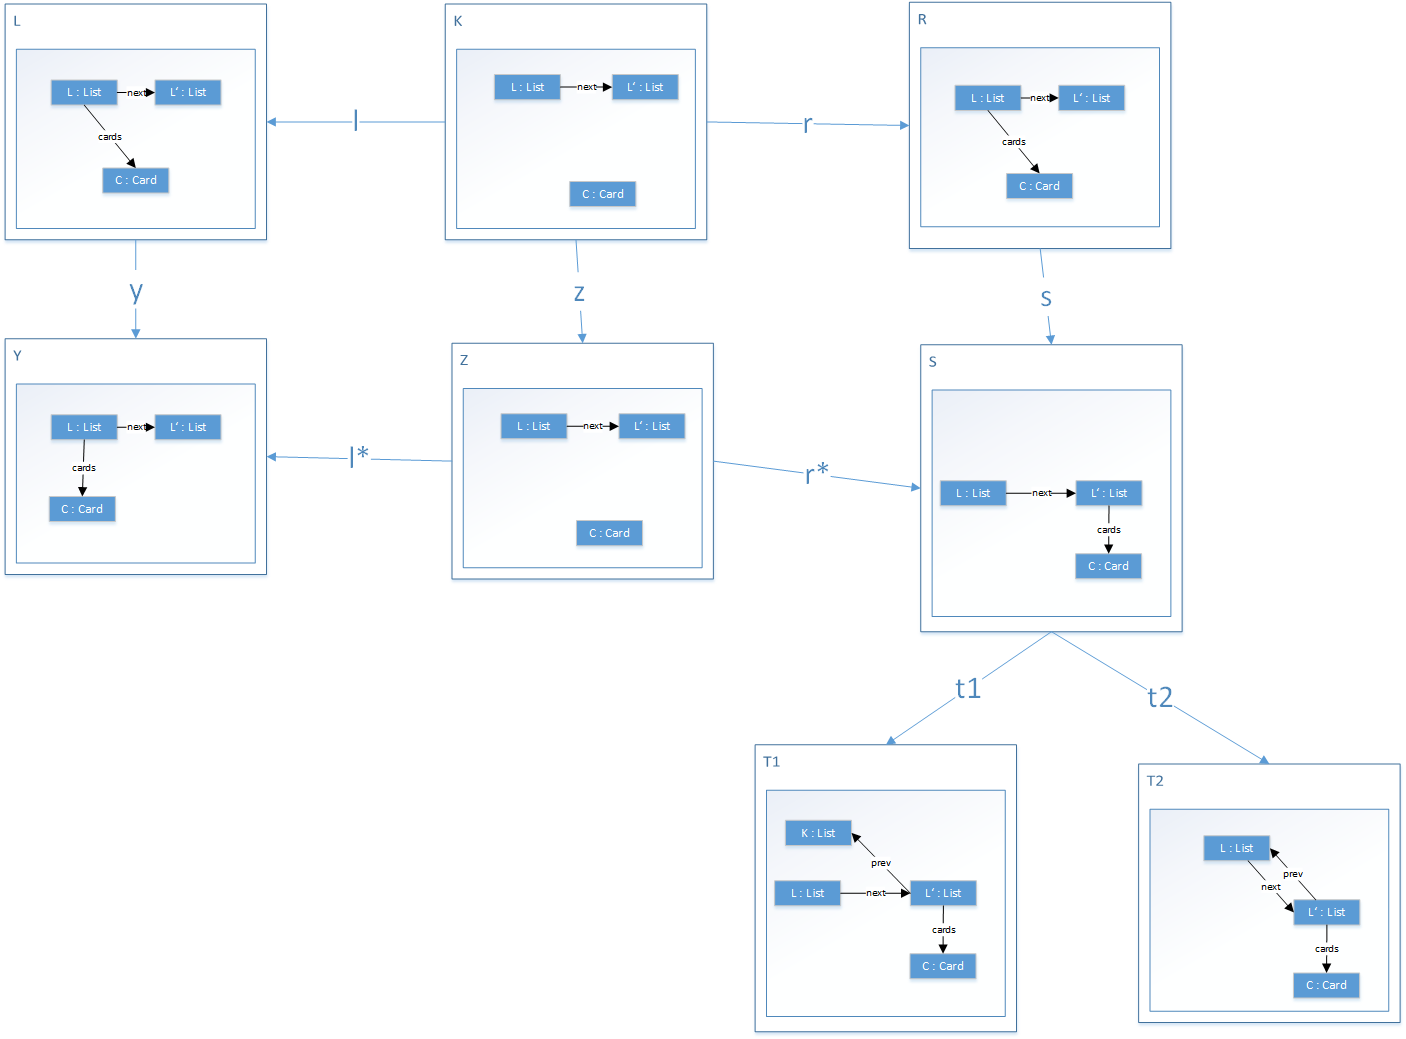 L
L : List
next
L’ : List
cards
C : Card
l
K
L : List
next
L’ : List
C : Card
r
R
L : List
next
L’ : List
cards
C : Card
y
z
s
Y
L : List
next
L’ : List
cards
C : Card
l*
Z
L : List
next
L’ : List
C : Card
r*
S
L : List
next
L’ : List
cards
C : Card
t1
t2
T1
K : List
prev
L : List
next
L’ : List
cards
C : Card
T2
L : List
prev
next
L’ : List
cards
C : Card